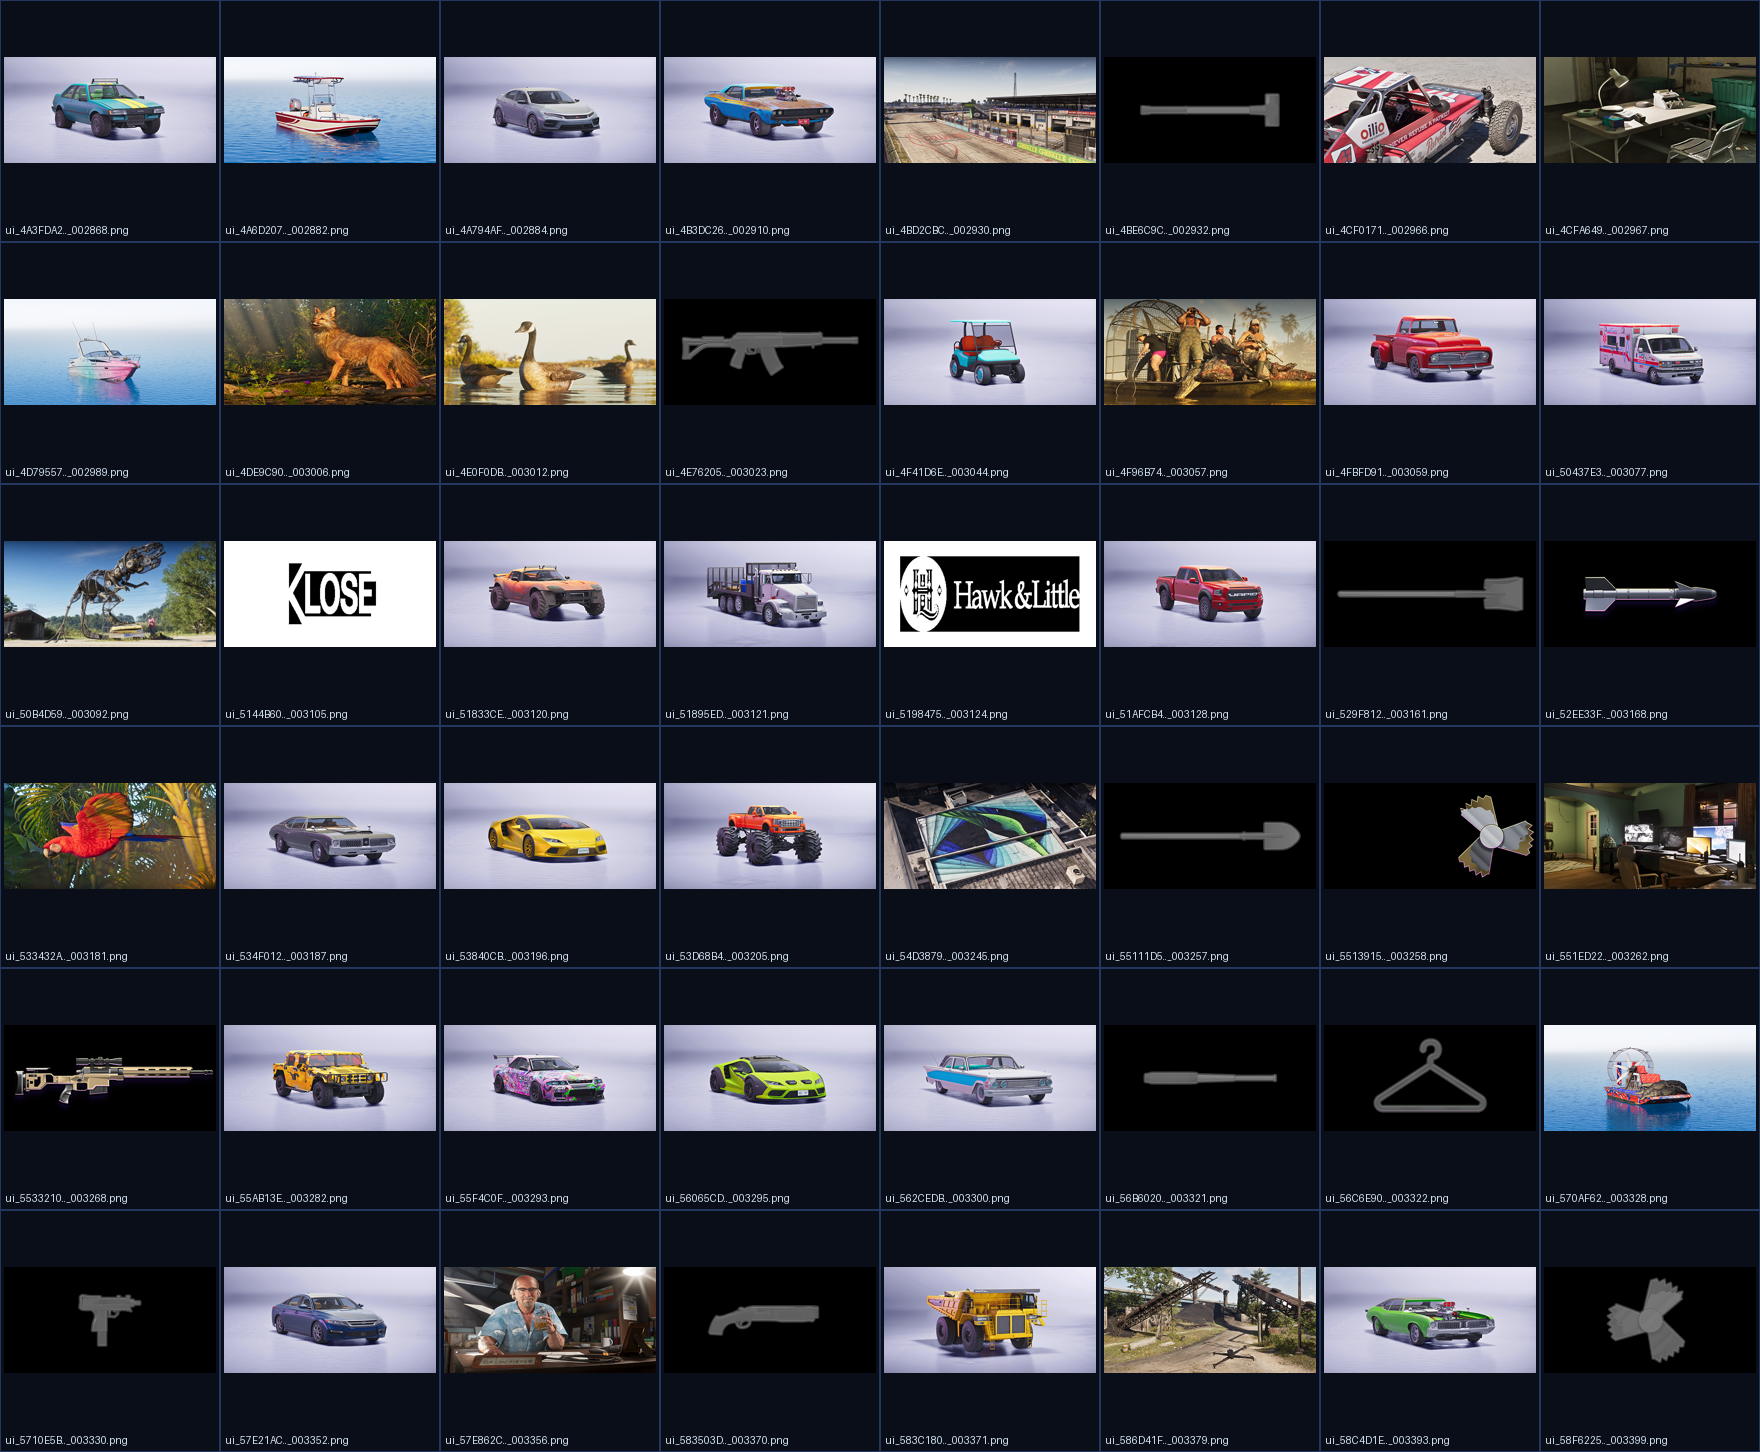 ui_4A3FDA2.._002868.png
ui_4A6D207.._002882.png
ui_4A794AF.._002884.png
ui_4B3DC26.._002910.png
ui_4BD2CBC.._002930.png
ui_4BE6C9C.._002932.png
oilio
NEVER REFUSE A
ui_4CF0171.._002966.png
ui_4CFA649.._002967.png
ui_4D79557.._002989.png
ui_4DE9C90.._003006.png
ui_4E0F0DB.._003012.png
ui_4E76205.._003023.png
ui_4F41D6E.._003044.png
ui_4F96B74.._003057.png
ui_4FBFD91.._003059.png
ui_50437E3.._003077.png
KLOSE
Hawk & Little
ui_50B4D59.._003092.png
ui_5144B60.._003105.png
ui_51833CE.._003120.png
ui_51895ED.._003121.png
ui_5198475.._003124.png
ui_51AFCB4.._003128.png
ui_529F812.._003161.png
ui_52EE33F.._003168.png
ui_533432A.._003181.png
ui_534F012.._003187.png
ui_53840CB.._003196.png
ui_53D68B4.._003205.png
ui_54D3879.._003245.png
ui_55111D5.._003257.png
ui_5513915.._003258.png
ui_551ED22.._003262.png
ui_5533210.._003268.png
ui_55AB13E.._003282.png
ui_55F4C0F.._003293.png
ui_56065CD.._003295.png
ui_562CEDB.._003300.png
ui_56B6020.._003321.png
ui_56C6E90.._003322.png
ui_570AF62.._003328.png
ui_5710E5B.._003330.png
ui_57E21AC.._003352.png
ui_57E862C.._003356.png
ui_583503D.._003370.png
ui_583C180.._003371.png
ui_586D41F.._003379.png
ui_58C4D1E.._003393.png
ui_58F6225.._003399.png